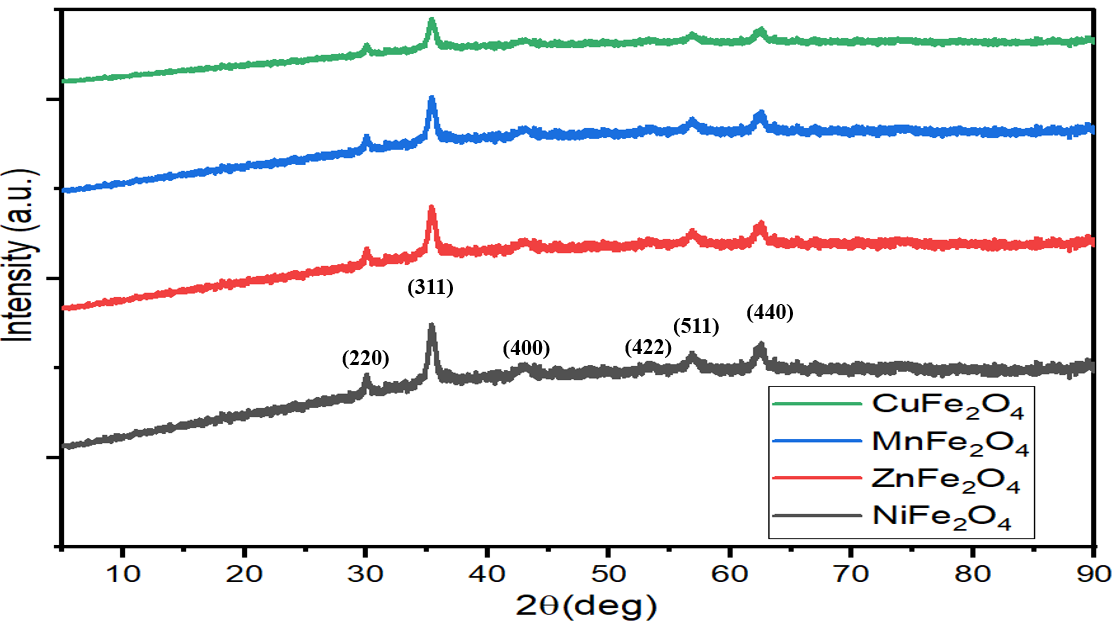 Intensity (a.u.)
(311)
(440)
(511)
(400)
(422)
(220)
CuFe₂O₄
MnFe₂O₄
ZnFe₂O₄
NiFe₂O₄
10 20 30 40 50 60 70 80 90
2θ(deg)